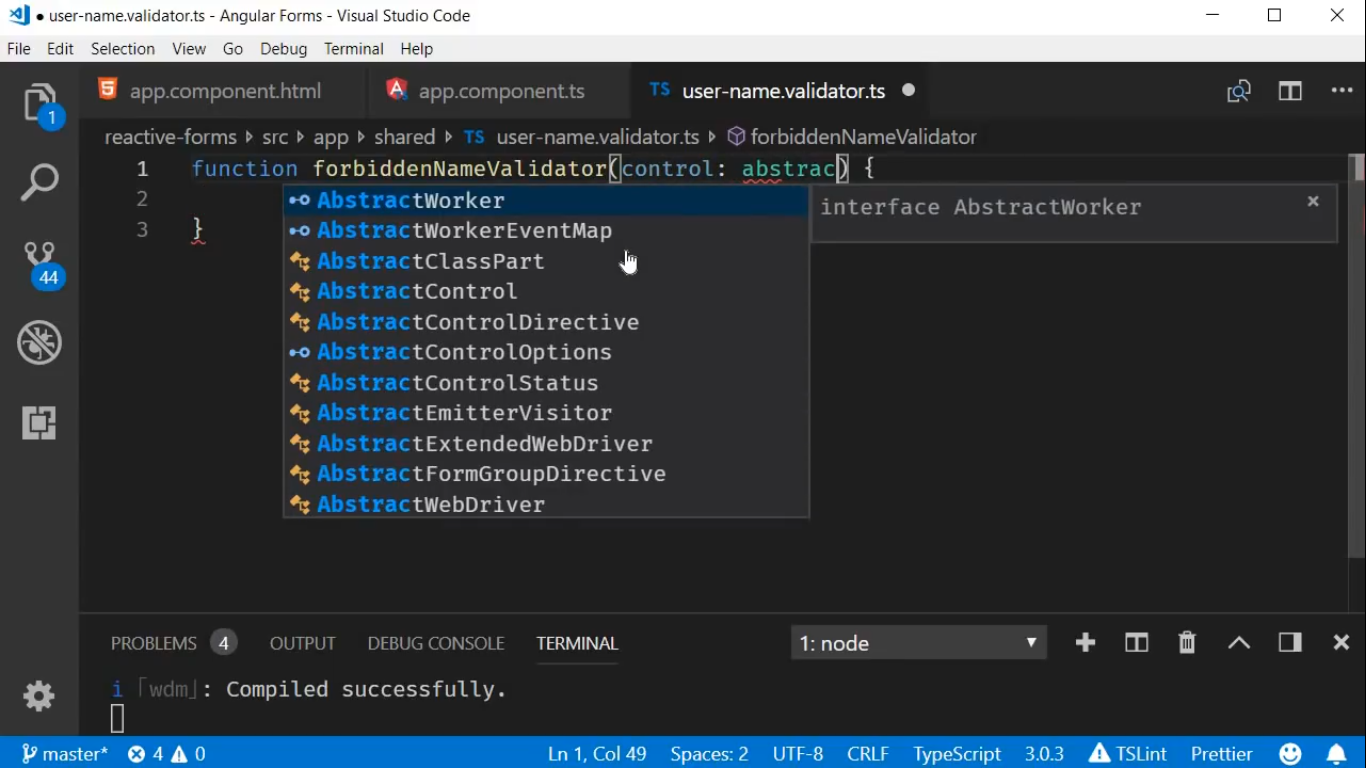 user-name.validator.ts - Angular Forms - Visual Studio Code
File Edit Selection View Go Debug Terminal Help
1 app.component.html app.component.ts TS user-name.validator.ts
reactive-forms src app shared TS user-name.validator.ts forbiddenNameValidator
1 function forbiddenNameValidator(control: abstrac) {
2
3 }
AbstractWorker
interface AbstractWorker
AbstractWorkerEventMap
AbstractClassPart
AbstractControl
AbstractControlDirective
AbstractControlOptions
AbstractControlStatus
AbstractEmitterVisitor
AbstractExtendedWebDriver
AbstractFormGroupDirective
AbstractWebDriver
44
PROBLEMS 4 OUTPUT DEBUG CONSOLE TERMINAL 1: node
i ｢wdm｣: Compiled successfully.
master* 4 0 Ln 1, Col 49 Spaces: 2 UTF-8 CRLF TypeScript 3.0.3 TSLint Prettier